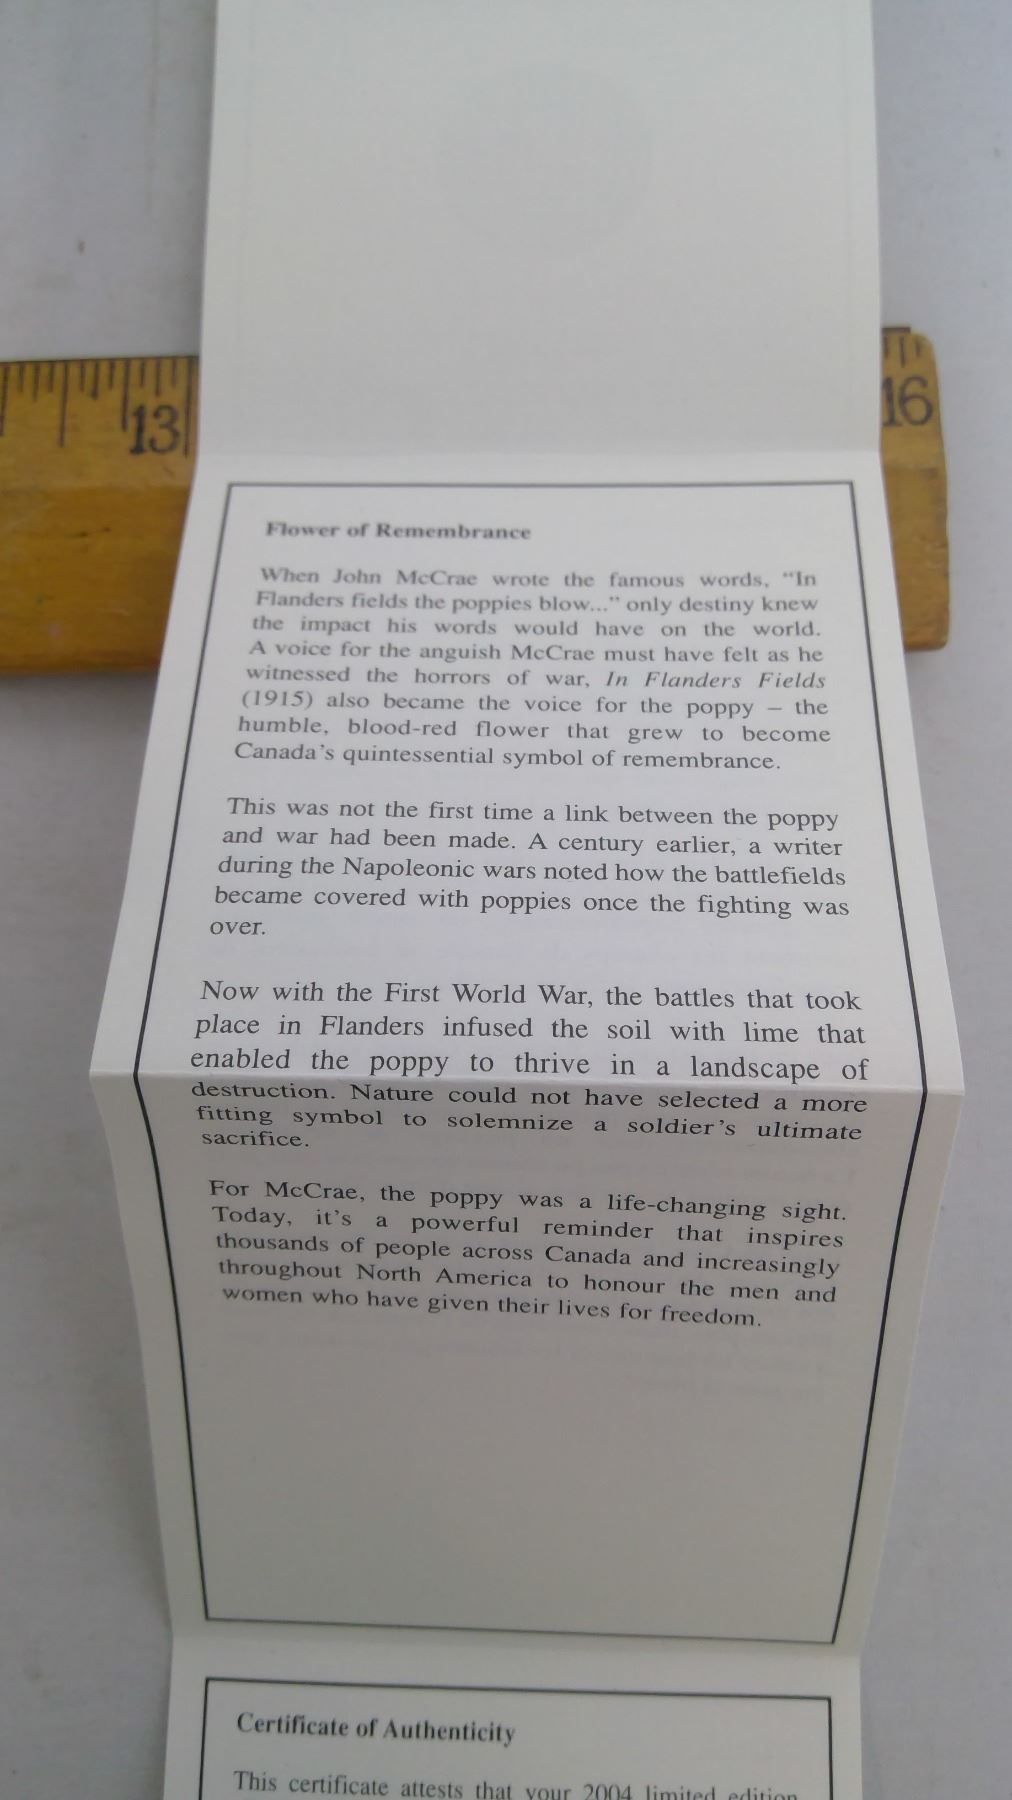 13
16
Flower of Remembrance
When John McCrae wrote the famous words, “In
Flanders fields the poppies blow...” only destiny knew
the impact his words would have on the world.
A voice for the anguish McCrae must have felt as he
witnessed the horrors of war, In Flanders Fields
(1915) also became the voice for the poppy – the
humble, blood-red flower that grew to become
Canada’s quintessential symbol of remembrance.
This was not the first time a link between the poppy
and war had been made. A century earlier, a writer
during the Napoleonic wars noted how the battlefields
became covered with poppies once the fighting was
over.
Now with the First World War, the battles that took
place in Flanders infused the soil with lime that
enabled the poppy to thrive in a landscape of
destruction. Nature could not have selected a more
fitting symbol to solemnize a soldier’s ultimate
sacrifice.
For McCrae, the poppy was a life-changing sight.
Today, it’s a powerful reminder that inspires
thousands of people across Canada and increasingly
throughout North America to honour the men and
women who have given their lives for freedom.
Certificate of Authenticity
This certificate attests that your 2004 limited edition